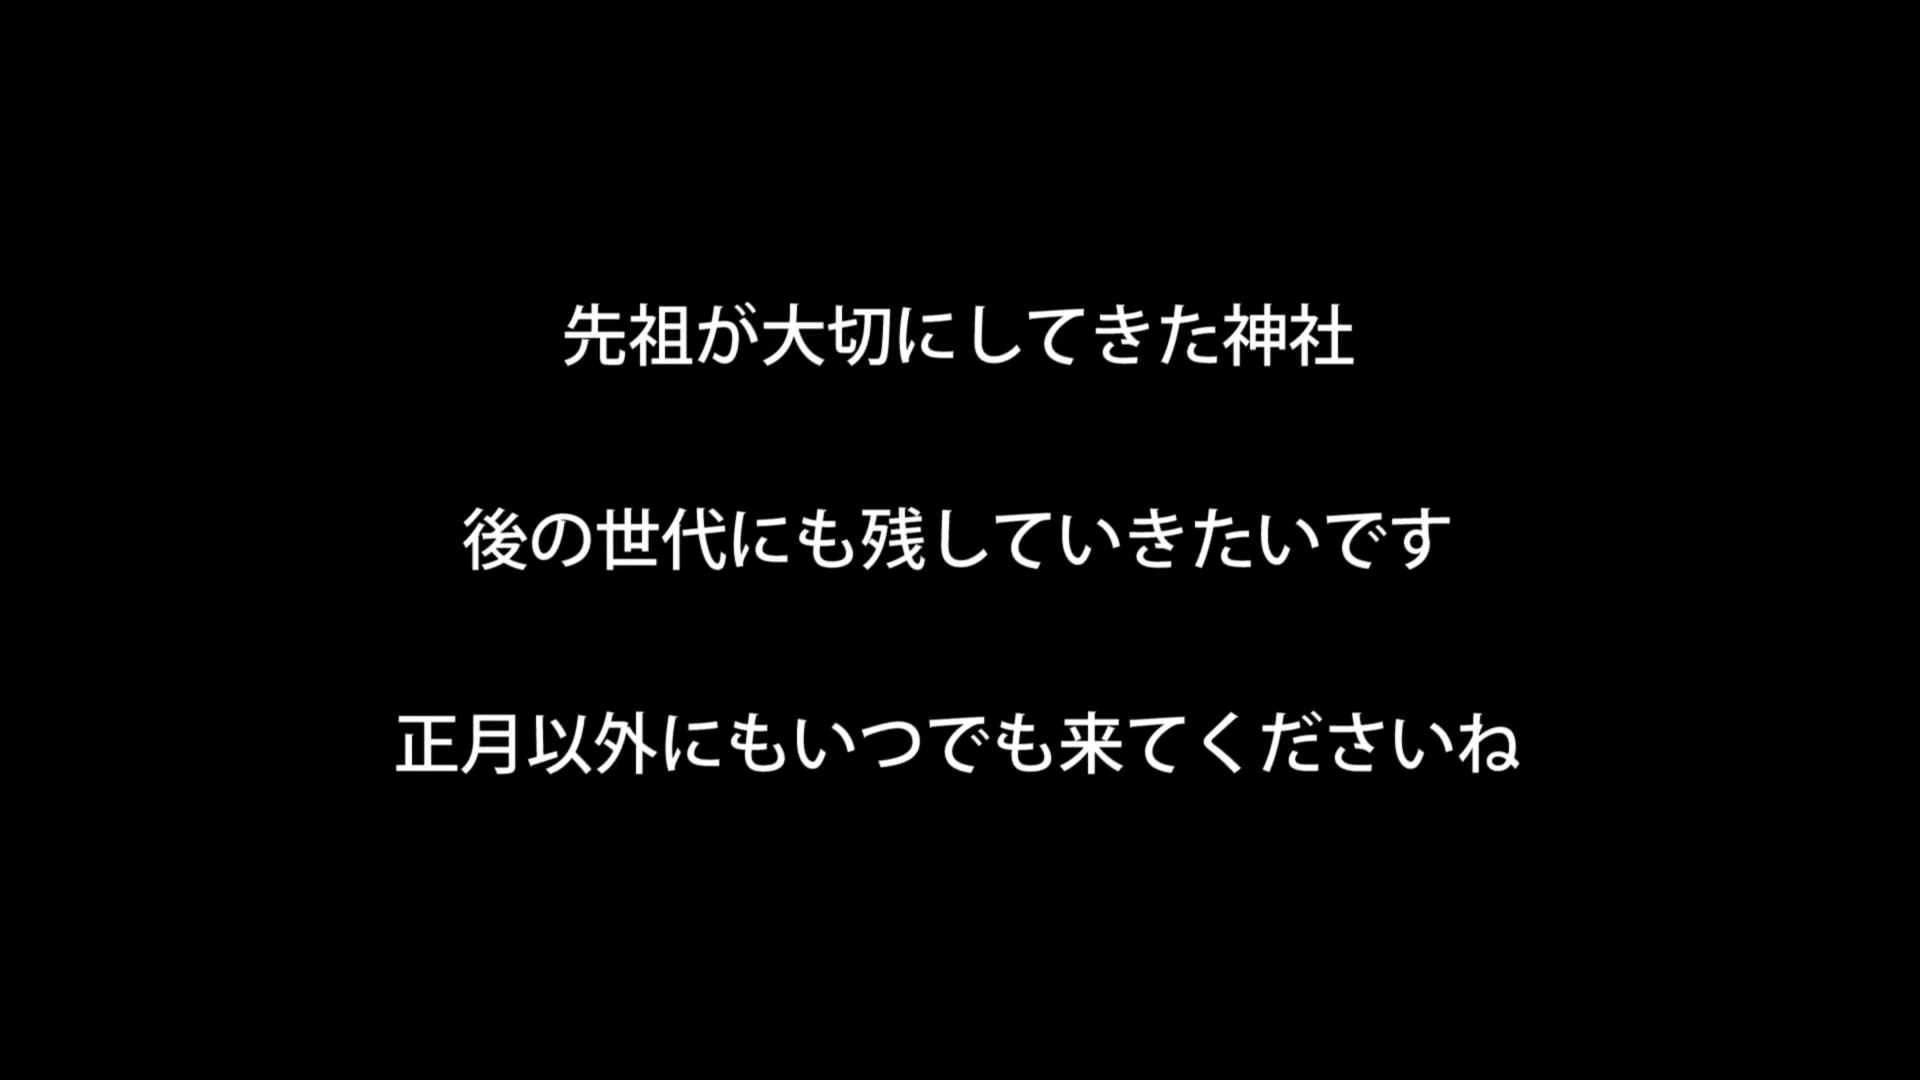 先祖が大切にしてきた神社
後の世代にも残していきたいです
正月以外にもいつでも来てくださいね